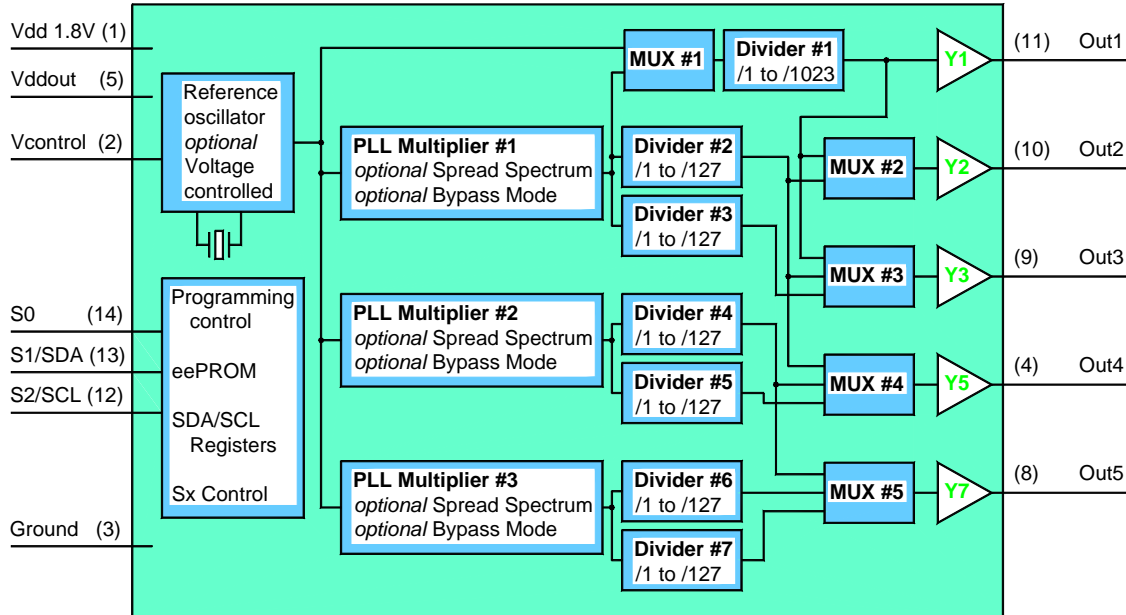 Vdd 1.8V (1)
Vddout (5)
Vcontrol (2)
S0 (14)
S1/SDA (13)
S2/SCL (12)
Ground (3)
Reference
oscillator
optional
Voltage
controlled
Programming
control
eePROM
SDA/SCL
Registers
Sx Control
PLL Multiplier #1
optional Spread Spectrum
optional Bypass Mode
PLL Multiplier #2
optional Spread Spectrum
optional Bypass Mode
PLL Multiplier #3
optional Spread Spectrum
optional Bypass Mode
MUX #1
Divider #1
/1 to /1023
Divider #2
/1 to /127
Divider #3
/1 to /127
Divider #4
/1 to /127
Divider #5
/1 to /127
Divider #6
/1 to /127
Divider #7
/1 to /127
MUX #2
MUX #3
MUX #4
MUX #5
Y1
Y2
Y3
Y5
Y7
(11) Out1
(10) Out2
(9) Out3
(4) Out4
(8) Out5